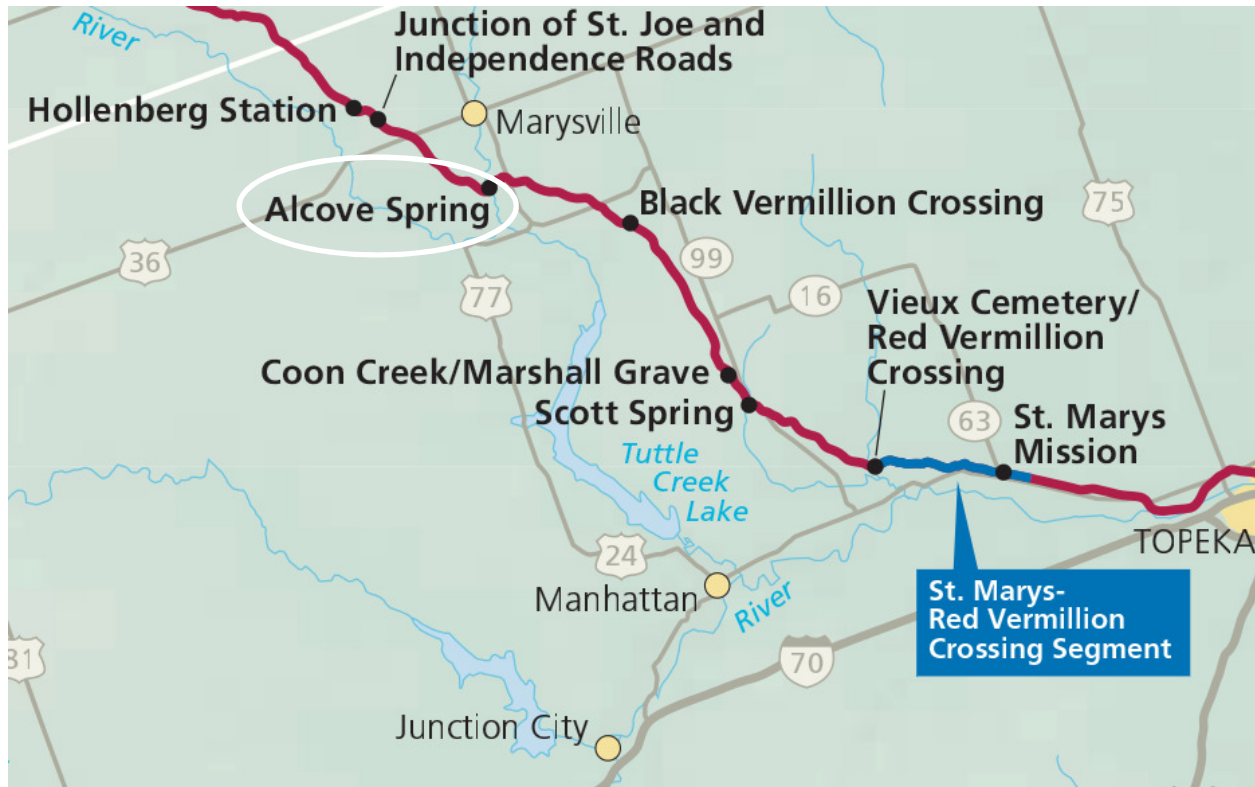 River
Junction of St. Joe and
Independence Roads
Hollenberg Station
Marysville
Alcove Spring
Black Vermillion Crossing
75
36
99
77
16
Vieux Cemetery/
Red Vermillion
Crossing
Coon Creek/Marshall Grave
Scott Spring
63
St. Marys
Mission
Tuttle
Creek
Lake
TOPEKA
24
Manhattan
River
St. Marys-
Red Vermillion
Crossing Segment
70
Junction City